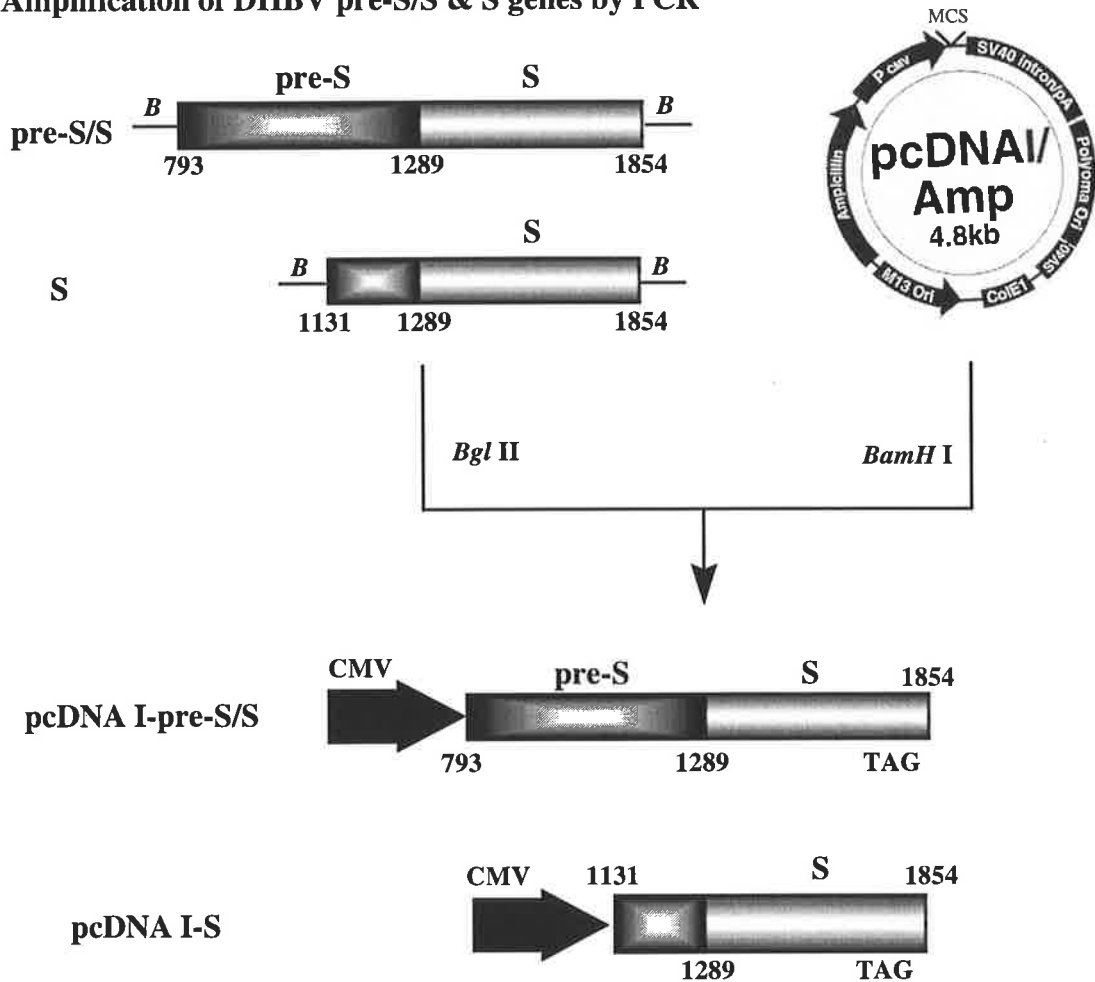 Amplification of DHBV pre-S/S & S genes by PCR
pre-S S
B B
pre-S/S
793 1289 1854
S
B B
S
1131 1289 1854
MCS
P CMV
SV40 intron/pA
Polyoma Ori
SV40
ColE1
M13 Ori
Ampicillin
pcDNAI/
Amp
4.8kb
Bgl II
BamH I
CMV pre-S S 1854
pcDNA I-pre-S/S
793 1289 TAG
CMV 1131 S 1854
pcDNA I-S
1289 TAG